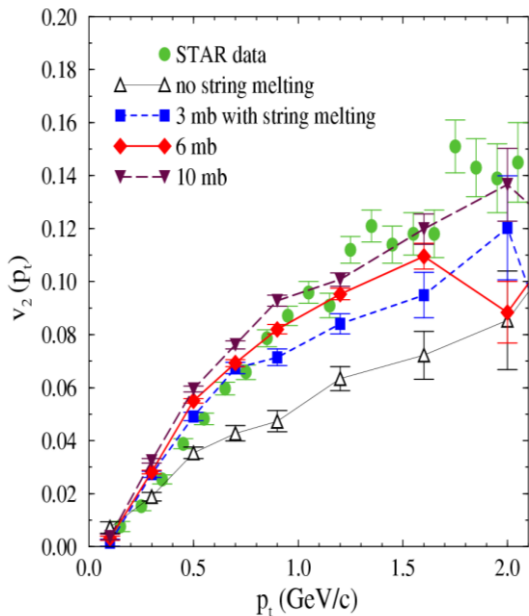 0.20
0.18
0.16
0.14
0.12
0.10
0.08
0.06
0.04
0.02
0.00
v2 (pt)
STAR data
no string melting
3 mb with string melting
6 mb
10 mb
0.0 0.5 1.0 1.5 2.0
pt (GeV/c)